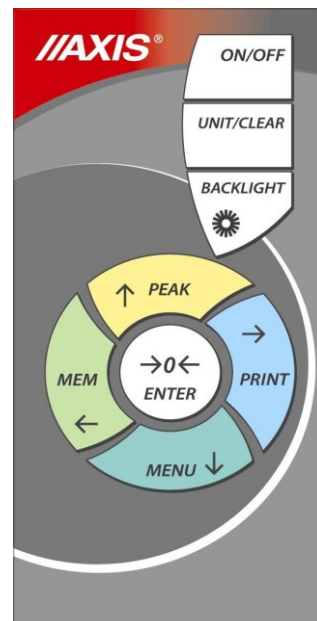 //AXIS®
ON/OFF
UNIT/CLEAR
BACKLIGHT
↑ PEAK
MEM
←
→0←
ENTER
→
PRINT
MENU ↓